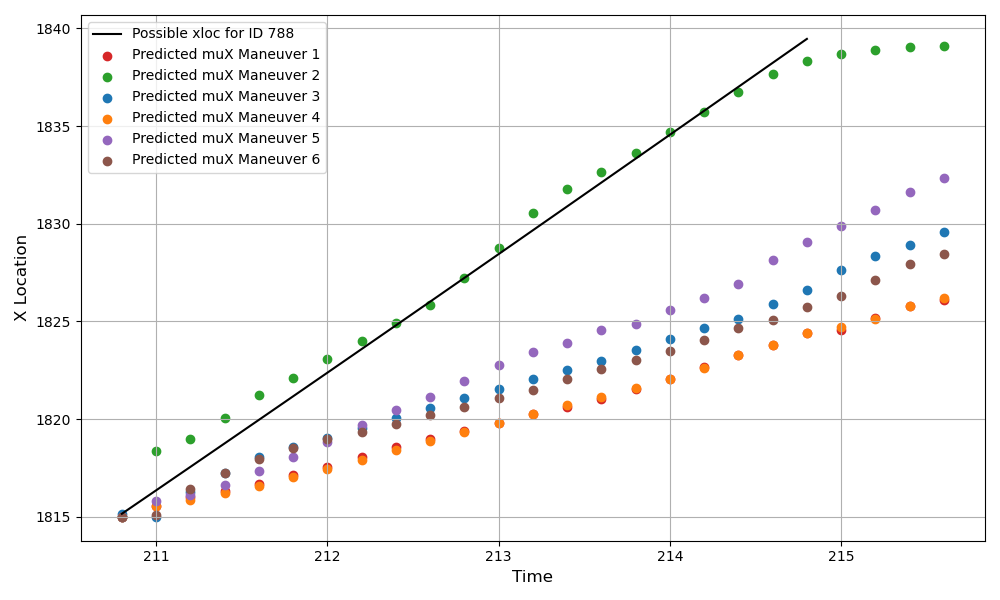 Possible xloc for ID 788
Predicted muX Maneuver 1
Predicted muX Maneuver 2
Predicted muX Maneuver 3
Predicted muX Maneuver 4
Predicted muX Maneuver 5
Predicted muX Maneuver 6
1840
1835
1830
1825
1820
1815
X Location
211
212
213
214
215
Time